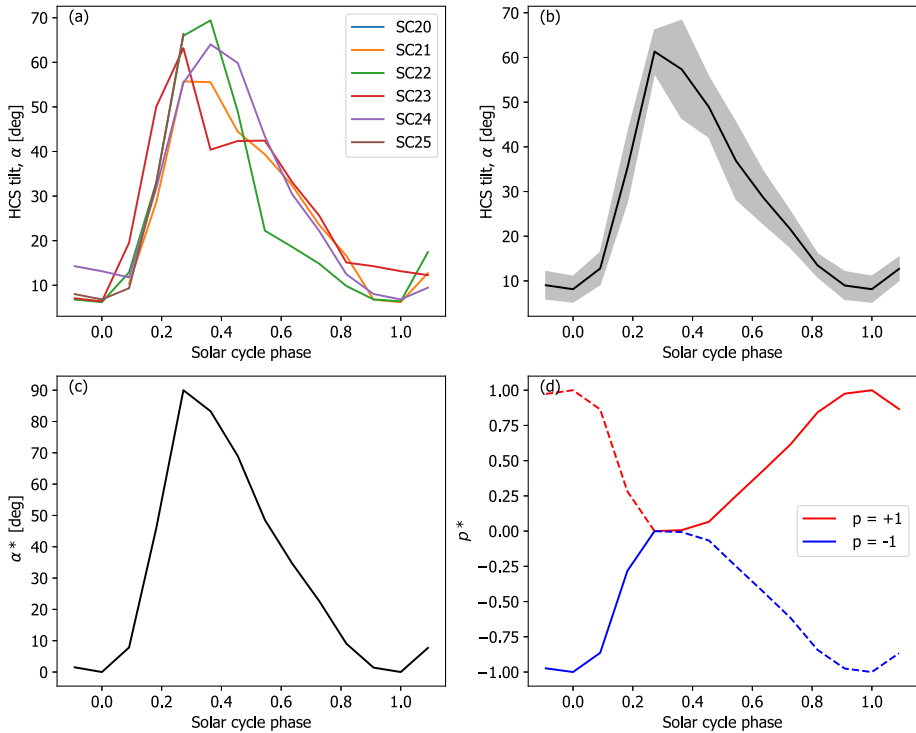 (a)
70
60
50
40
30
20
10
HCS tilt, α [deg]
SC20
SC21
SC22
SC23
SC24
SC25
0.0 0.2 0.4 0.6 0.8 1.0
Solar cycle phase
(b)
70
60
50
40
30
20
10
HCS tilt, α [deg]
0.0 0.2 0.4 0.6 0.8 1.0
Solar cycle phase
(c)
90
80
70
60
50
40
30
20
10
0
α* [deg]
0.0 0.2 0.4 0.6 0.8 1.0
Solar cycle phase
(d)
1.00
0.75
0.50
0.25
0.00
−0.25
−0.50
−0.75
−1.00
p*
p = +1
p = -1
0.0 0.2 0.4 0.6 0.8 1.0
Solar cycle phase